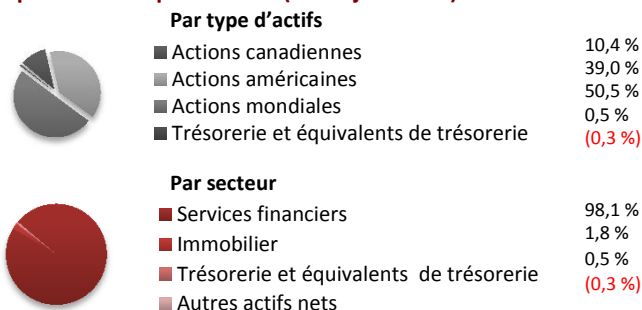 Par type d'actifs
Actions canadiennes 10,4 %
Actions américaines 39,0 %
Actions mondiales 50,5 %
Trésorerie et équivalents de trésorerie 0,5 %
(0,3 %)
Par secteur
Services financiers 98,1 %
Immobilier 1,8 %
Trésorerie et équivalents de trésorerie 0,5 %
Autres actifs nets (0,3 %)